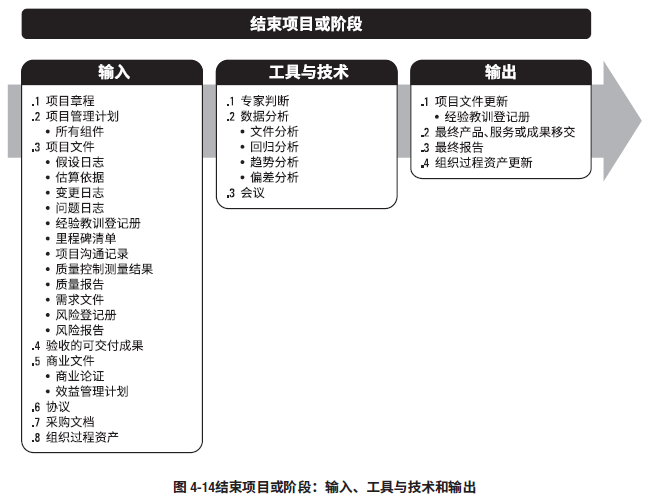 结束项目或阶段
输入
.1 项目章程
.2 项目管理计划
• 所有组件
.3 项目文件
• 假设日志
• 估算依据
• 变更日志
• 问题日志
• 经验教训登记册
• 里程碑清单
• 项目沟通记录
• 质量控制测量结果
• 质量报告
• 需求文件
• 风险登记册
• 风险报告
.4 验收的可交付成果
.5 商业文件
• 商业论证
• 效益管理计划
.6 协议
.7 采购文档
.8 组织过程资产
工具与技术
.1 专家判断
.2 数据分析
• 文件分析
• 回归分析
• 趋势分析
• 偏差分析
.3 会议
输出
.1 项目文件更新
• 经验教训登记册
.2 最终产品、服务或成果移交
.3 最终报告
.4 组织过程资产更新
图 4-14结束项目或阶段：输入、工具与技术和输出